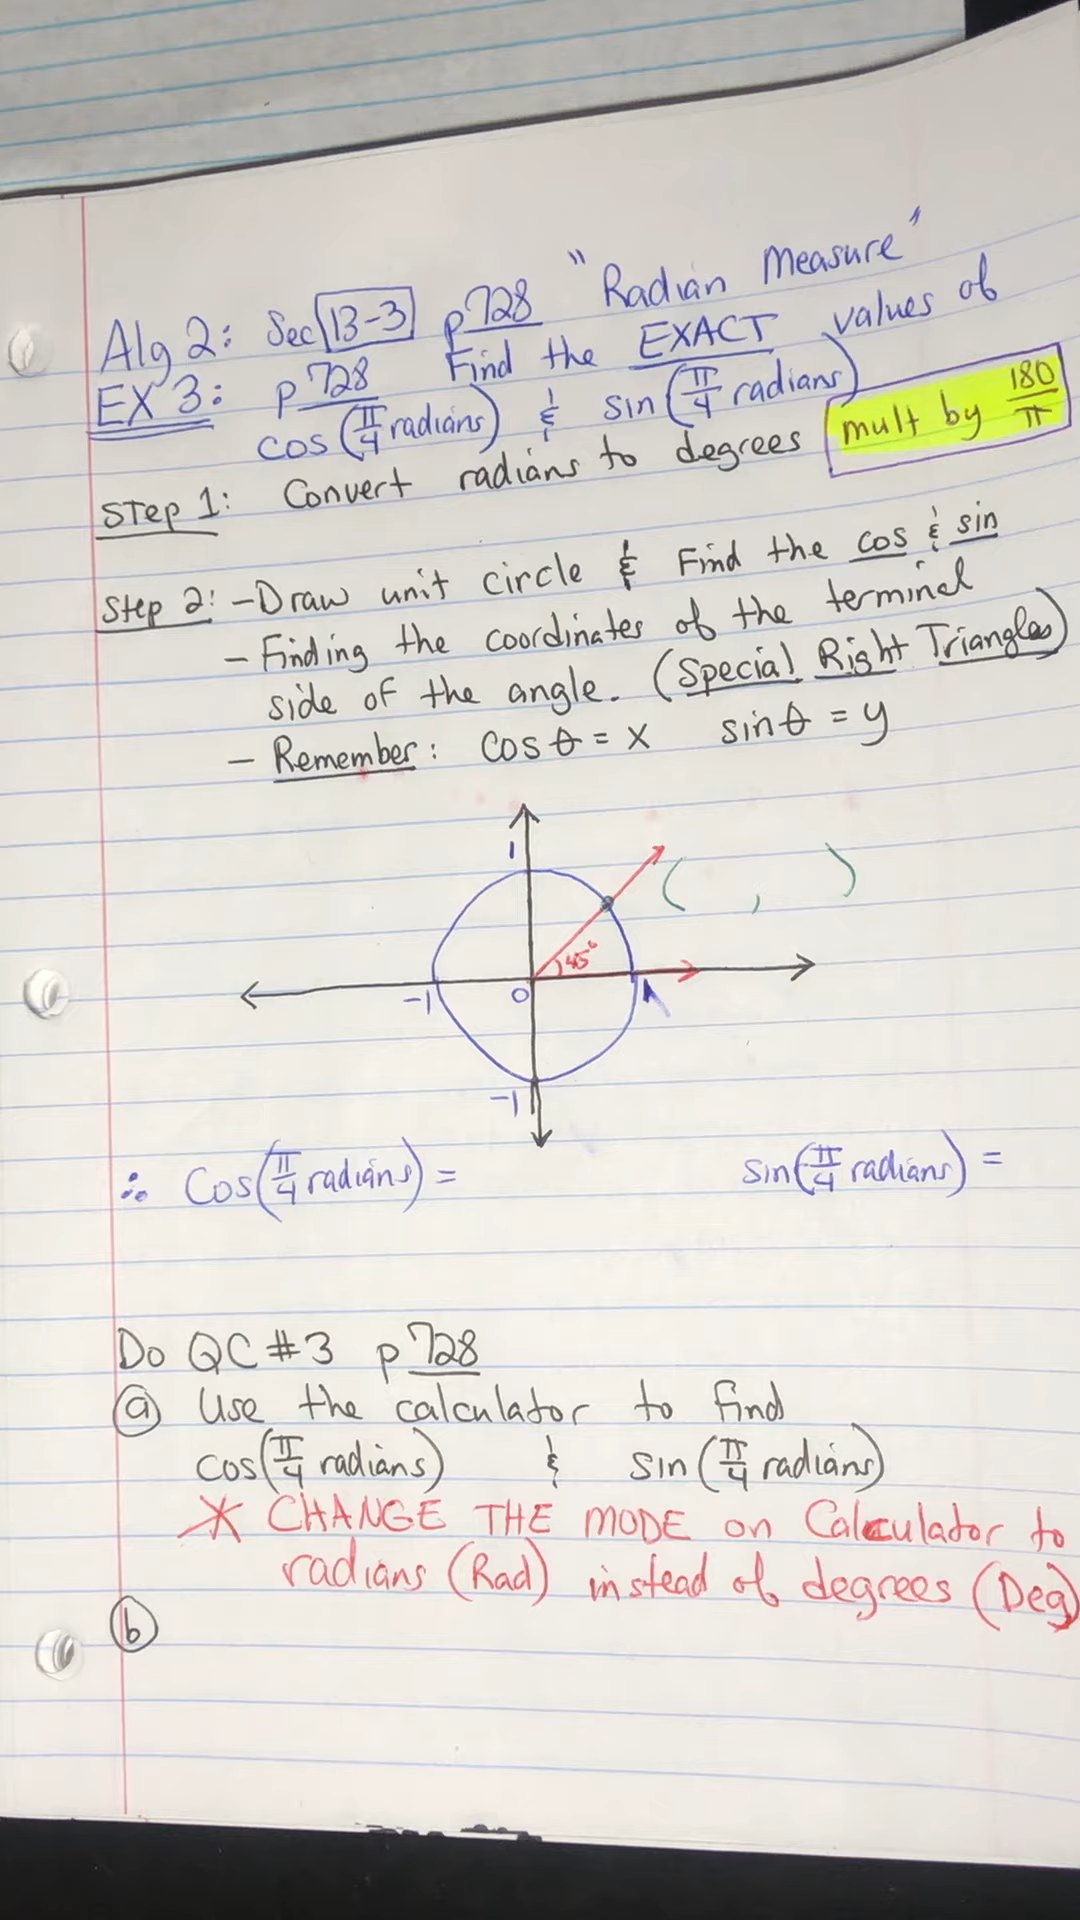 Alg 2: Sec 13-3 p728 "Radian Measure"
EX 3: p728 Find the EXACT values of
cos(π/4 radians) & sin(π/4 radians)
Step 1: Convert radians to degrees mult by 180/π
Step 2: - Draw unit circle & Find the cos & sin
- Finding the coordinates of the terminal
side of the angle. (Special Right Triangles)
- Remember: cos θ = x sin θ = y
1
( , )
45°
-1 0 1
-1
∴ Cos(π/4 radians) = sin(π/4 radians) =
Do QC #3 p728
(a) Use the calculator to find
cos(π/4 radians) & sin(π/4 radians)
* CHANGE THE MODE on Calculator to
radians (Rad) instead of degrees (Deg)
(b)